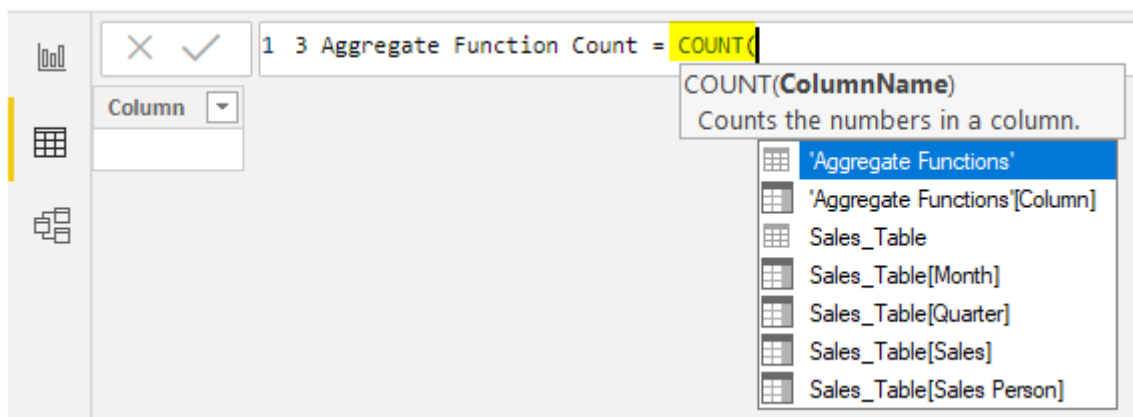 1 3 Aggregate Function Count = COUNT(
COUNT(ColumnName)
Counts the numbers in a column.
Column
'Aggregate Functions'
'Aggregate Functions'[Column]
Sales_Table
Sales_Table[Month]
Sales_Table[Quarter]
Sales_Table[Sales]
Sales_Table[Sales Person]